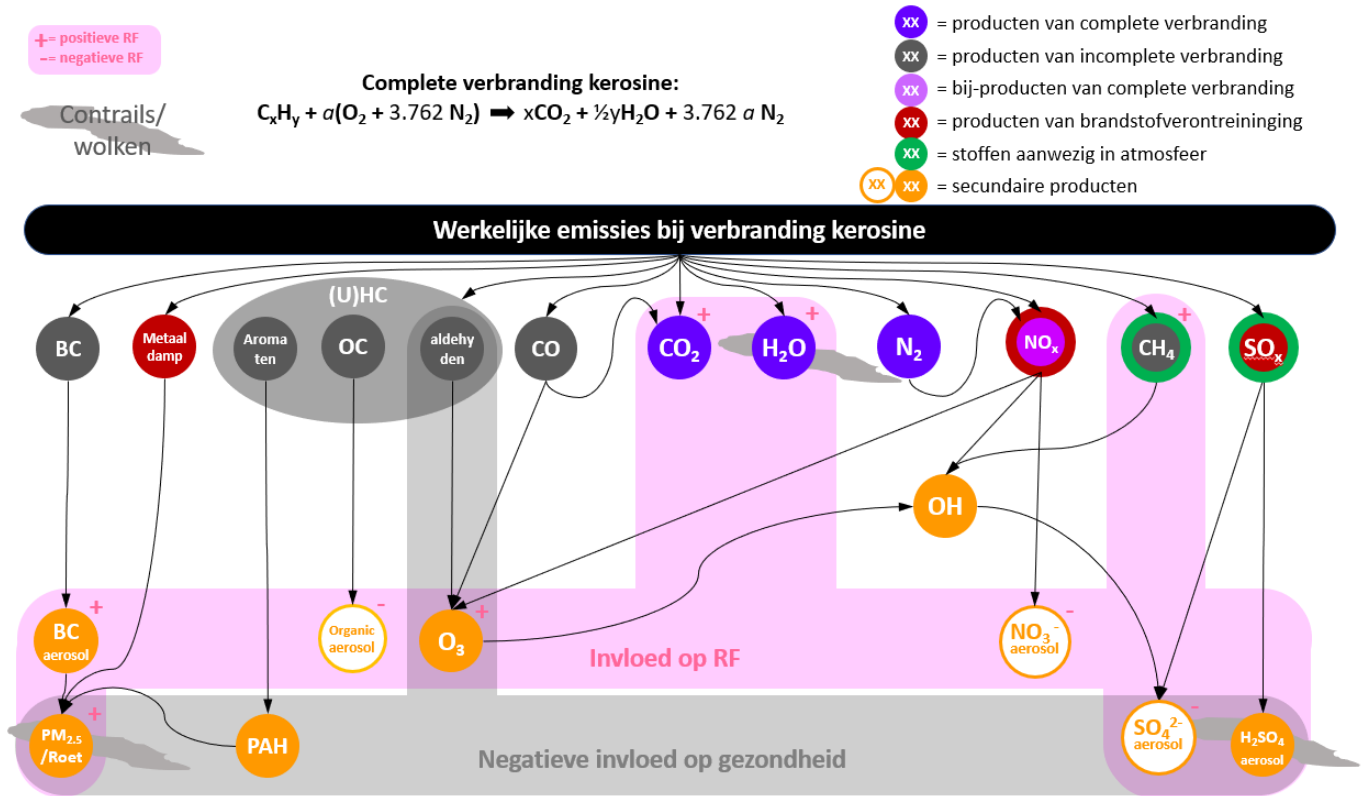 += positieve RF
-= negatieve RF
Contrails/
wolken
Complete verbranding kerosine:
CₓHᵧ + a(O₂ + 3.762 N₂) ➡ xCO₂ + ½yH₂O + 3.762 a N₂
XX = producten van complete verbranding
XX = producten van incomplete verbranding
XX = bij-producten van complete verbranding
XX = producten van brandstofverontreininging
XX = stoffen aanwezig in atmosfeer
XX XX = secundaire producten
Werkelijke emissies bij verbranding kerosine
(U)HC
BC
Metaal
damp
Aroma
ten
OC
aldehy
den
CO
CO₂ +
H₂O +
N₂
NOₓ
CH₄ +
SOₓ
OH
BC
aerosol
+
Organic
aerosol
-
O₃ +
Invloed op RF
NO₃⁻
aerosol
-
PM₂.₅
/Roet
+
PAH
Negatieve invloed op gezondheid
SO₄²⁻
aerosol
-
H₂SO₄
aerosol